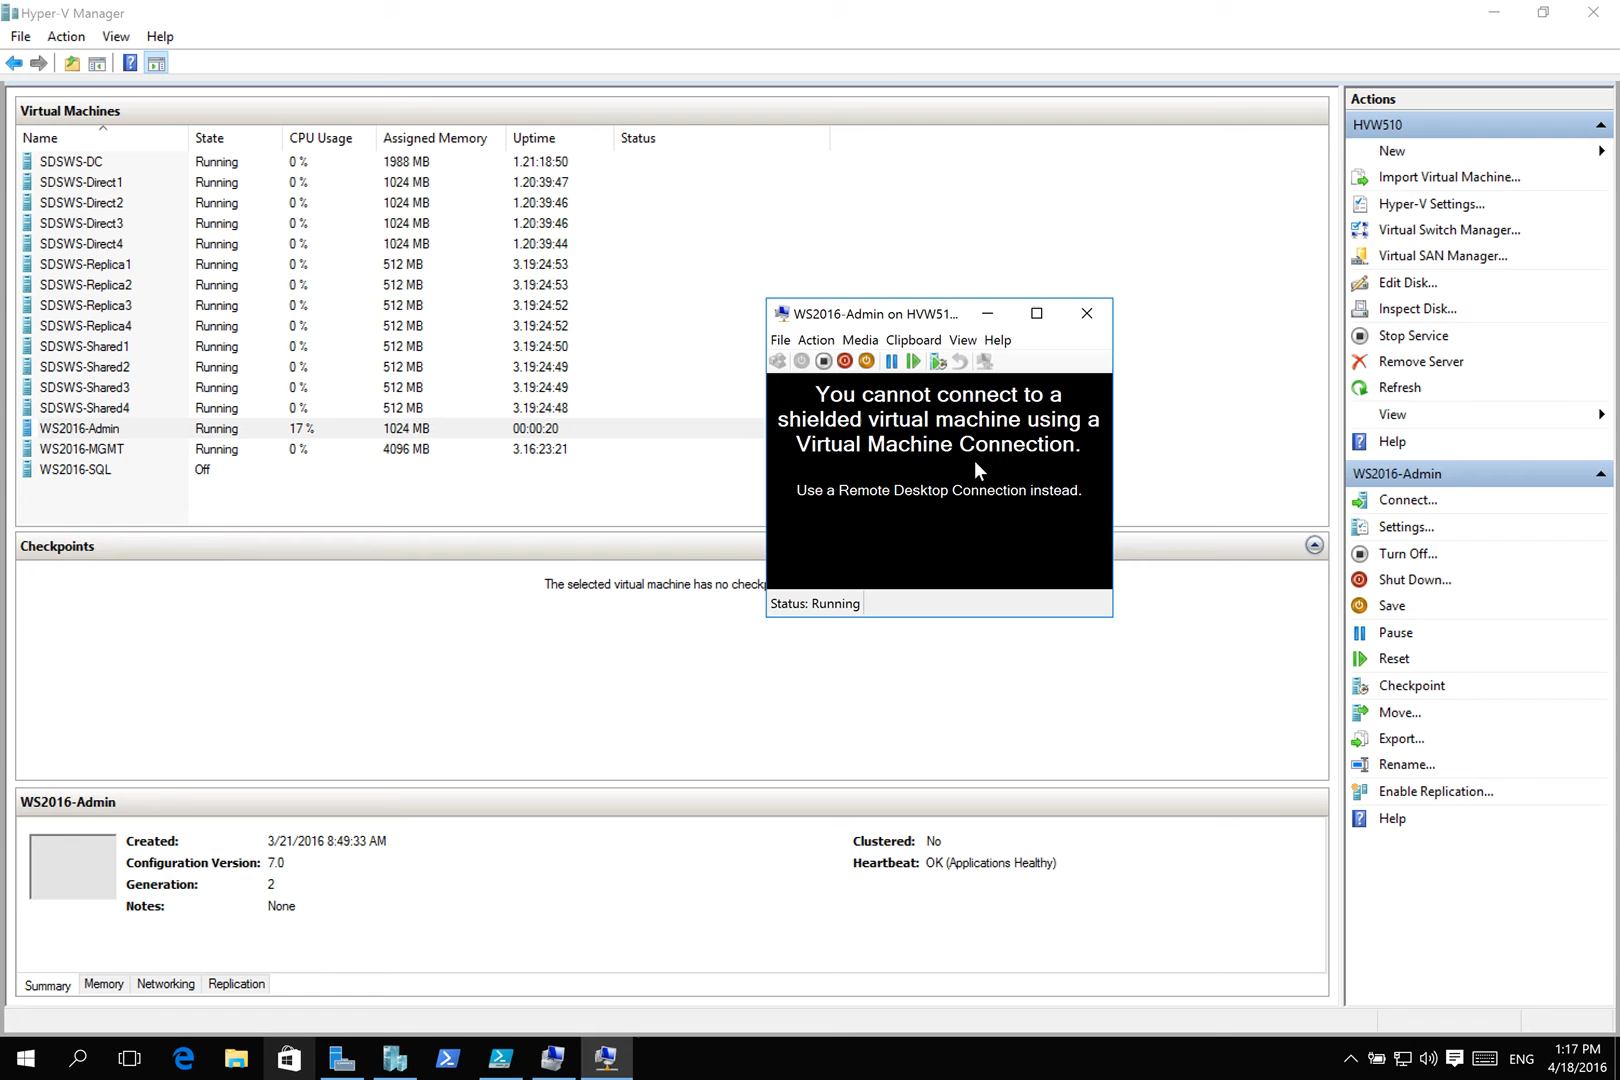 Hyper-V Manager
File Action View Help
Virtual Machines
Name State CPU Usage Assigned Memory Uptime Status
SDSWS-DC Running 0 % 1988 MB 1.21:18:50
SDSWS-Direct1 Running 0 % 1024 MB 1.20:39:47
SDSWS-Direct2 Running 0 % 1024 MB 1.20:39:46
SDSWS-Direct3 Running 0 % 1024 MB 1.20:39:46
SDSWS-Direct4 Running 0 % 1024 MB 1.20:39:44
SDSWS-Replica1 Running 0 % 512 MB 3.19:24:53
SDSWS-Replica2 Running 0 % 512 MB 3.19:24:53
SDSWS-Replica3 Running 0 % 512 MB 3.19:24:52
SDSWS-Replica4 Running 0 % 512 MB 3.19:24:52
SDSWS-Shared1 Running 0 % 512 MB 3.19:24:50
SDSWS-Shared2 Running 0 % 512 MB 3.19:24:49
SDSWS-Shared3 Running 0 % 512 MB 3.19:24:49
SDSWS-Shared4 Running 0 % 512 MB 3.19:24:48
WS2016-Admin Running 17 % 1024 MB 00:00:20
WS2016-MGMT Running 0 % 4096 MB 3.16:23:21
WS2016-SQL Off
WS2016-Admin on HVW51...
File Action Media Clipboard View Help
You cannot connect to a
shielded virtual machine using a
Virtual Machine Connection.
Use a Remote Desktop Connection instead.
Status: Running
Checkpoints
The selected virtual machine has no checkp
WS2016-Admin
Created: 3/21/2016 8:49:33 AM Clustered: No
Configuration Version: 7.0 Heartbeat: OK (Applications Healthy)
Generation: 2
Notes: None
Summary Memory Networking Replication
Actions
HVW510
New
Import Virtual Machine...
Hyper-V Settings...
Virtual Switch Manager...
Virtual SAN Manager...
Edit Disk...
Inspect Disk...
Stop Service
Remove Server
Refresh
View
Help
WS2016-Admin
Connect...
Settings...
Turn Off...
Shut Down...
Save
Pause
Reset
Checkpoint
Move...
Export...
Rename...
Enable Replication...
Help
ENG
1:17 PM
4/18/2016